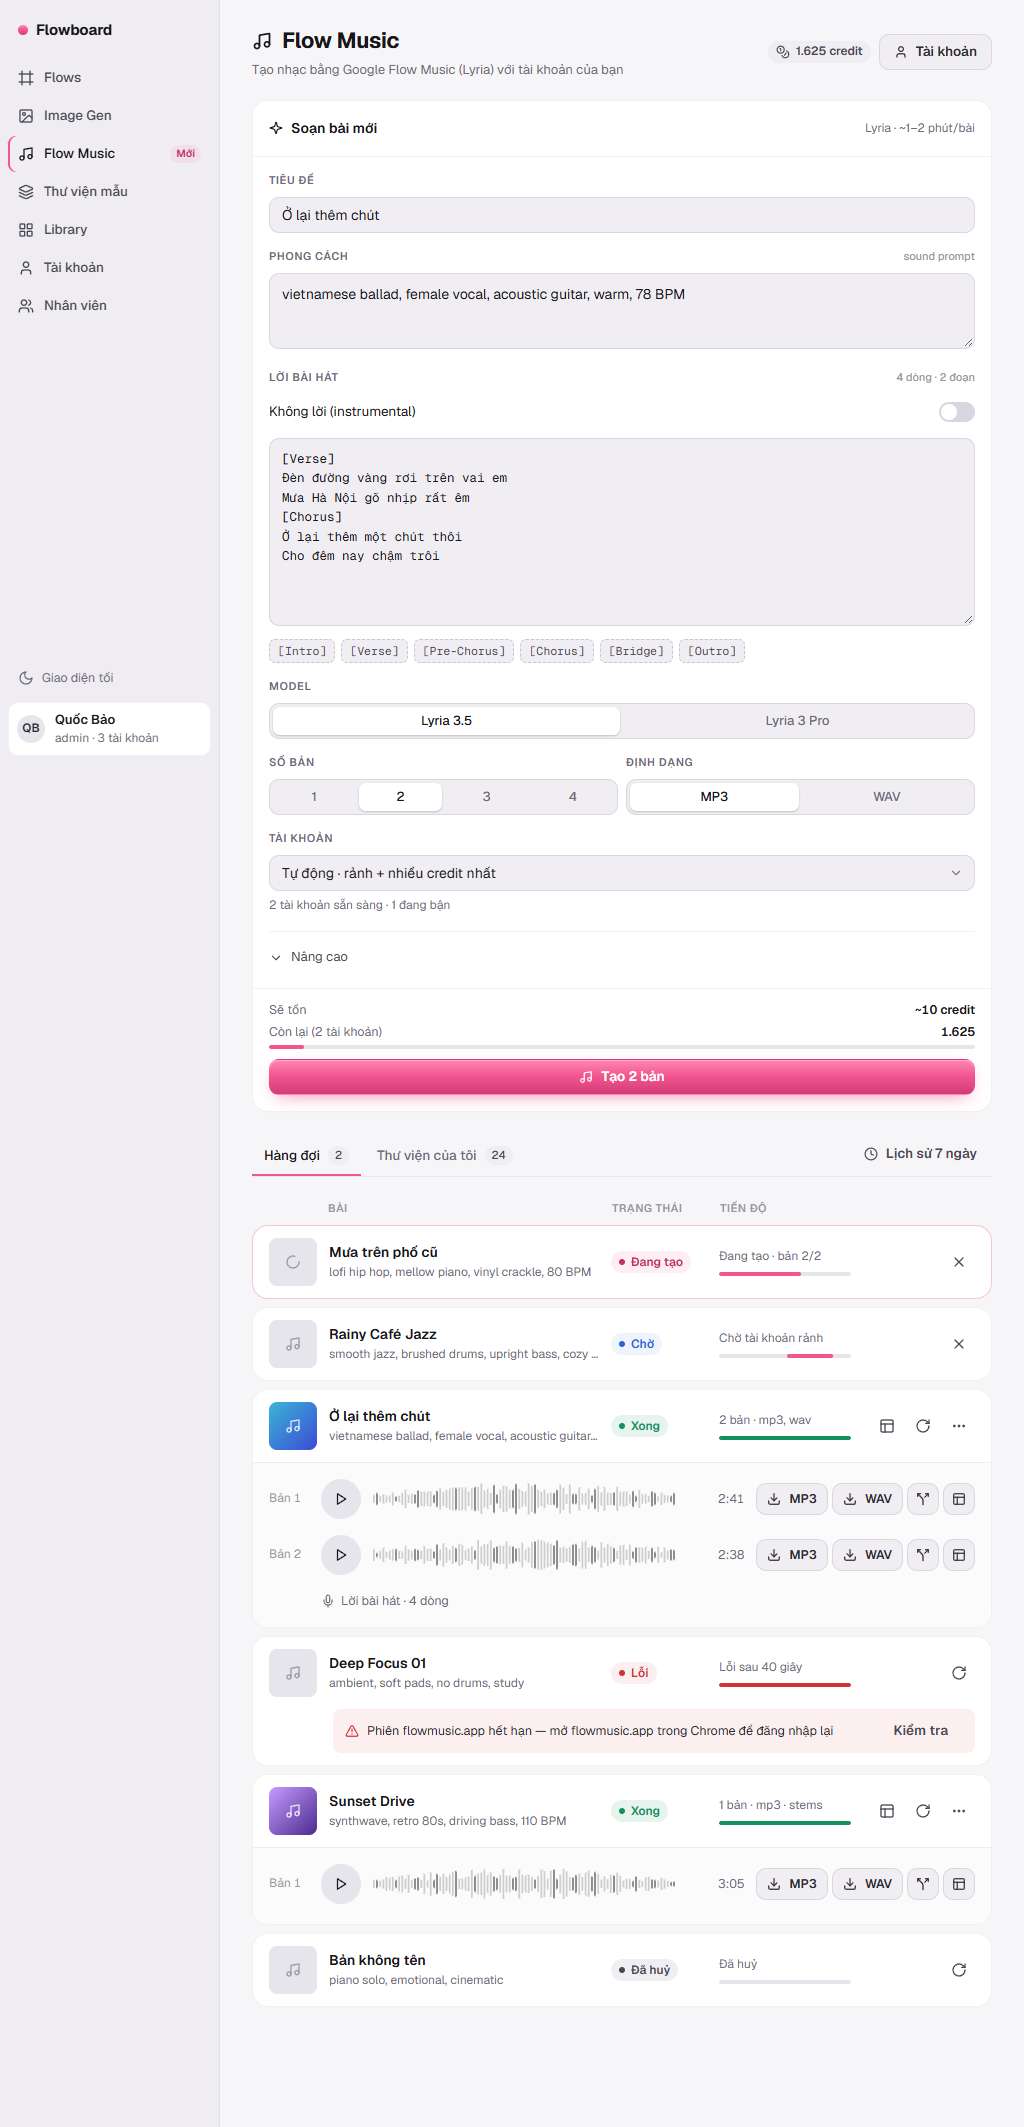 Flowboard
Flows
Image Gen
Flow Music
Mới
Thư viện mẫu
Library
Tài khoản
Nhân viên
Giao diện tối
QB
Quốc Bảo
admin · 3 tài khoản
Flow Music
Tạo nhạc bằng Google Flow Music (Lyria) với tài khoản của bạn
1.625 credit
Tài khoản
Soạn bài mới
Lyria · ~1–2 phút/bài
TIÊU ĐỀ
Ở lại thêm chút
PHONG CÁCH
sound prompt
vietnamese ballad, female vocal, acoustic guitar, warm, 78 BPM
LỜI BÀI HÁT
4 dòng · 2 đoạn
Không lời (instrumental)
[Verse]
Đèn đường vàng rơi trên vai em
Mưa Hà Nội gõ nhịp rất êm
[Chorus]
Ở lại thêm một chút thôi
Cho đêm nay chậm trôi
[Intro] [Verse] [Pre-Chorus] [Chorus] [Bridge] [Outro]
MODEL
Lyria 3.5
Lyria 3 Pro
SỐ BẢN
1 2 3 4
ĐỊNH DẠNG
MP3 WAV
TÀI KHOẢN
Tự động · rảnh + nhiều credit nhất
2 tài khoản sẵn sàng · 1 đang bận
Nâng cao
Sẽ tốn
~10 credit
Còn lại (2 tài khoản)
1.625
Tạo 2 bản
Hàng đợi 2
Thư viện của tôi 24
Lịch sử 7 ngày
BÀI TRẠNG THÁI TIẾN ĐỘ
Mưa trên phố cũ
lofi hip hop, mellow piano, vinyl crackle, 80 BPM
Đang tạo
Đang tạo · bản 2/2
Rainy Café Jazz
smooth jazz, brushed drums, upright bass, cozy ...
Chờ
Chờ tài khoản rảnh
Ở lại thêm chút
vietnamese ballad, female vocal, acoustic guitar...
Xong
2 bản · mp3, wav
Bản 1
2:41
MP3
WAV
Bản 2
2:38
MP3
WAV
Lời bài hát · 4 dòng
Deep Focus 01
ambient, soft pads, no drums, study
Lỗi
Lỗi sau 40 giây
Phiên flowmusic.app hết hạn — mở flowmusic.app trong Chrome để đăng nhập lại
Kiểm tra
Sunset Drive
synthwave, retro 80s, driving bass, 110 BPM
Xong
1 bản · mp3 · stems
Bản 1
3:05
MP3
WAV
Bản không tên
piano solo, emotional, cinematic
Đã huỷ
Đã huỷ